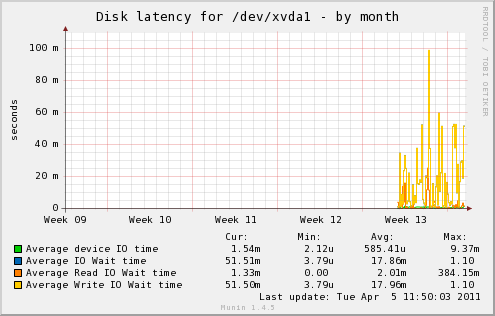 Disk latency for /dev/xvda1 - by month
RRDTOOL / TOBI OETIKER
seconds
100 m
80 m
60 m
40 m
20 m
0
Week 09 Week 10 Week 11 Week 12 Week 13
Cur: Min: Avg: Max:
Average device IO time 1.54m 2.12u 585.41u 9.37m
Average IO Wait time 51.51m 3.79u 17.86m 1.10
Average Read IO Wait time 1.33m 0.00 2.01m 384.15m
Average Write IO Wait time 51.50m 3.79u 17.96m 1.10
Last update: Tue Apr 5 11:50:03 2011
Munin 1.4.5